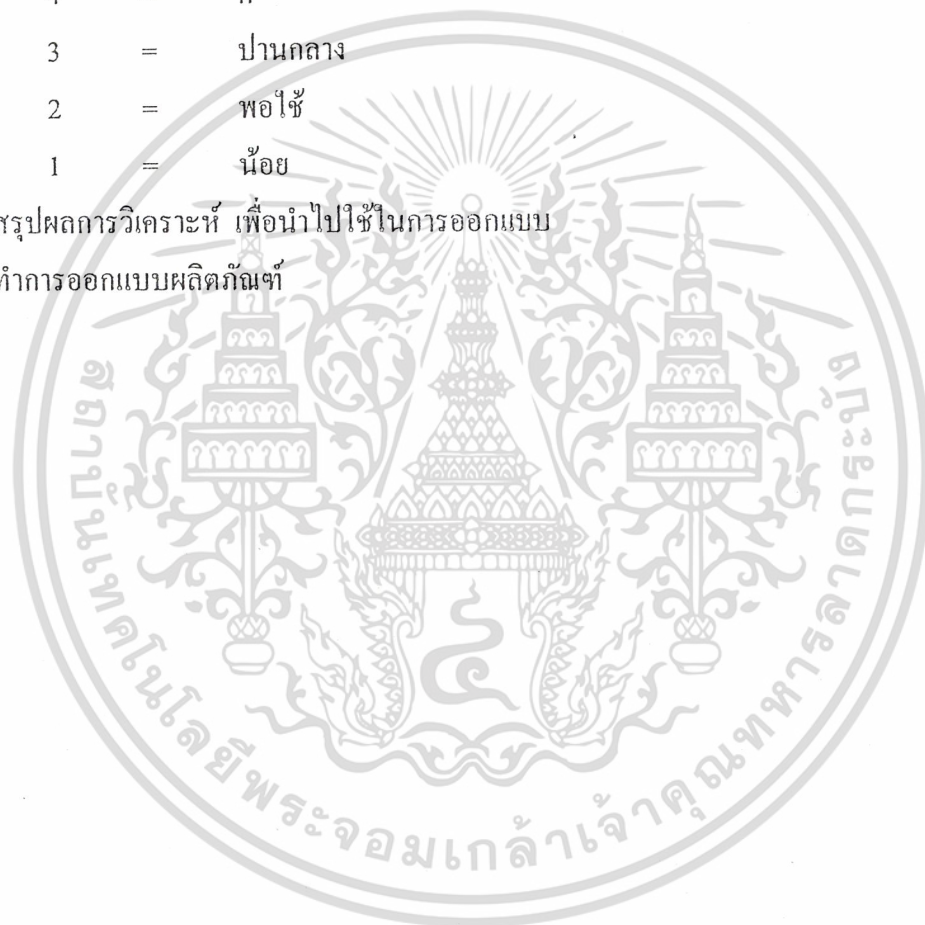 3 = ปานกลาง
2 = พอใช้
1 = น้อย
สรุปผลการวิเคราะห์ เพื่อนำไปใช้ในการออกแบบ
ทำการออกแบบผลิตภัณฑ์
สถาบันเทคโนโลยีพระจอมเกล้าเจ้าคุณทหารลาดกระบัง
๔